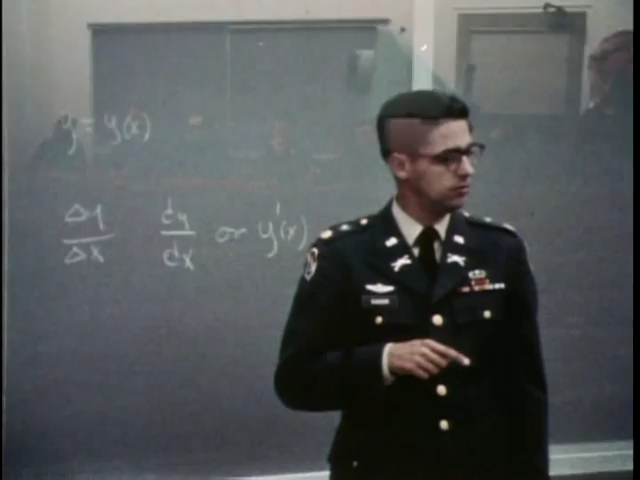 y = y(x)
Δy/Δx dy/dx or y'(x)